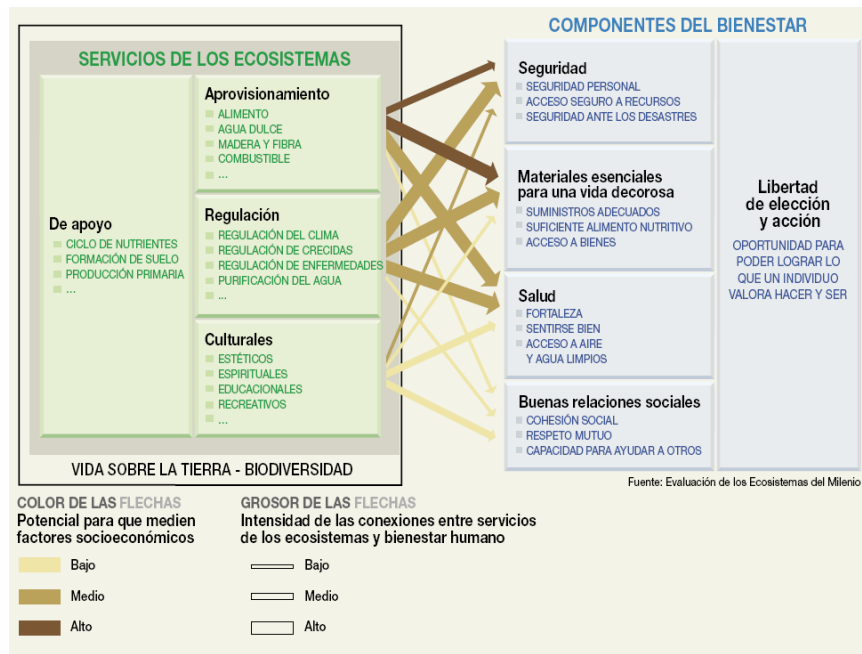 COMPONENTES DEL BIENESTAR
SERVICIOS DE LOS ECOSISTEMAS
De apoyo
CICLO DE NUTRIENTES
FORMACIÓN DE SUELO
PRODUCCIÓN PRIMARIA
...
Aprovisionamiento
ALIMENTO
AGUA DULCE
MADERA Y FIBRA
COMBUSTIBLE
...
Regulación
REGULACIÓN DEL CLIMA
REGULACIÓN DE CRECIDAS
REGULACIÓN DE ENFERMEDADES
PURIFICACIÓN DEL AGUA
...
Culturales
ESTÉTICOS
ESPIRITUALES
EDUCACIONALES
RECREATIVOS
...
VIDA SOBRE LA TIERRA - BIODIVERSIDAD
Seguridad
SEGURIDAD PERSONAL
ACCESO SEGURO A RECURSOS
SEGURIDAD ANTE LOS DESASTRES
Materiales esenciales
para una vida decorosa
SUMINISTROS ADECUADOS
SUFICIENTE ALIMENTO NUTRITIVO
ACCESO A BIENES
Salud
FORTALEZA
SENTIRSE BIEN
ACCESO A AIRE
Y AGUA LIMPIOS
Buenas relaciones sociales
COHESIÓN SOCIAL
RESPETO MUTUO
CAPACIDAD PARA AYUDAR A OTROS
Libertad
de elección
y acción
OPORTUNIDAD PARA
PODER LOGRAR LO
QUE UN INDIVIDUO
VALORA HACER Y SER
Fuente: Evaluación de los Ecosistemas del Milenio
COLOR DE LAS FLECHAS
Potencial para que medien
factores socioeconómicos
Bajo
Medio
Alto
GROSOR DE LAS FLECHAS
Intensidad de las conexiones entre servicios
de los ecosistemas y bienestar humano
Bajo
Medio
Alto